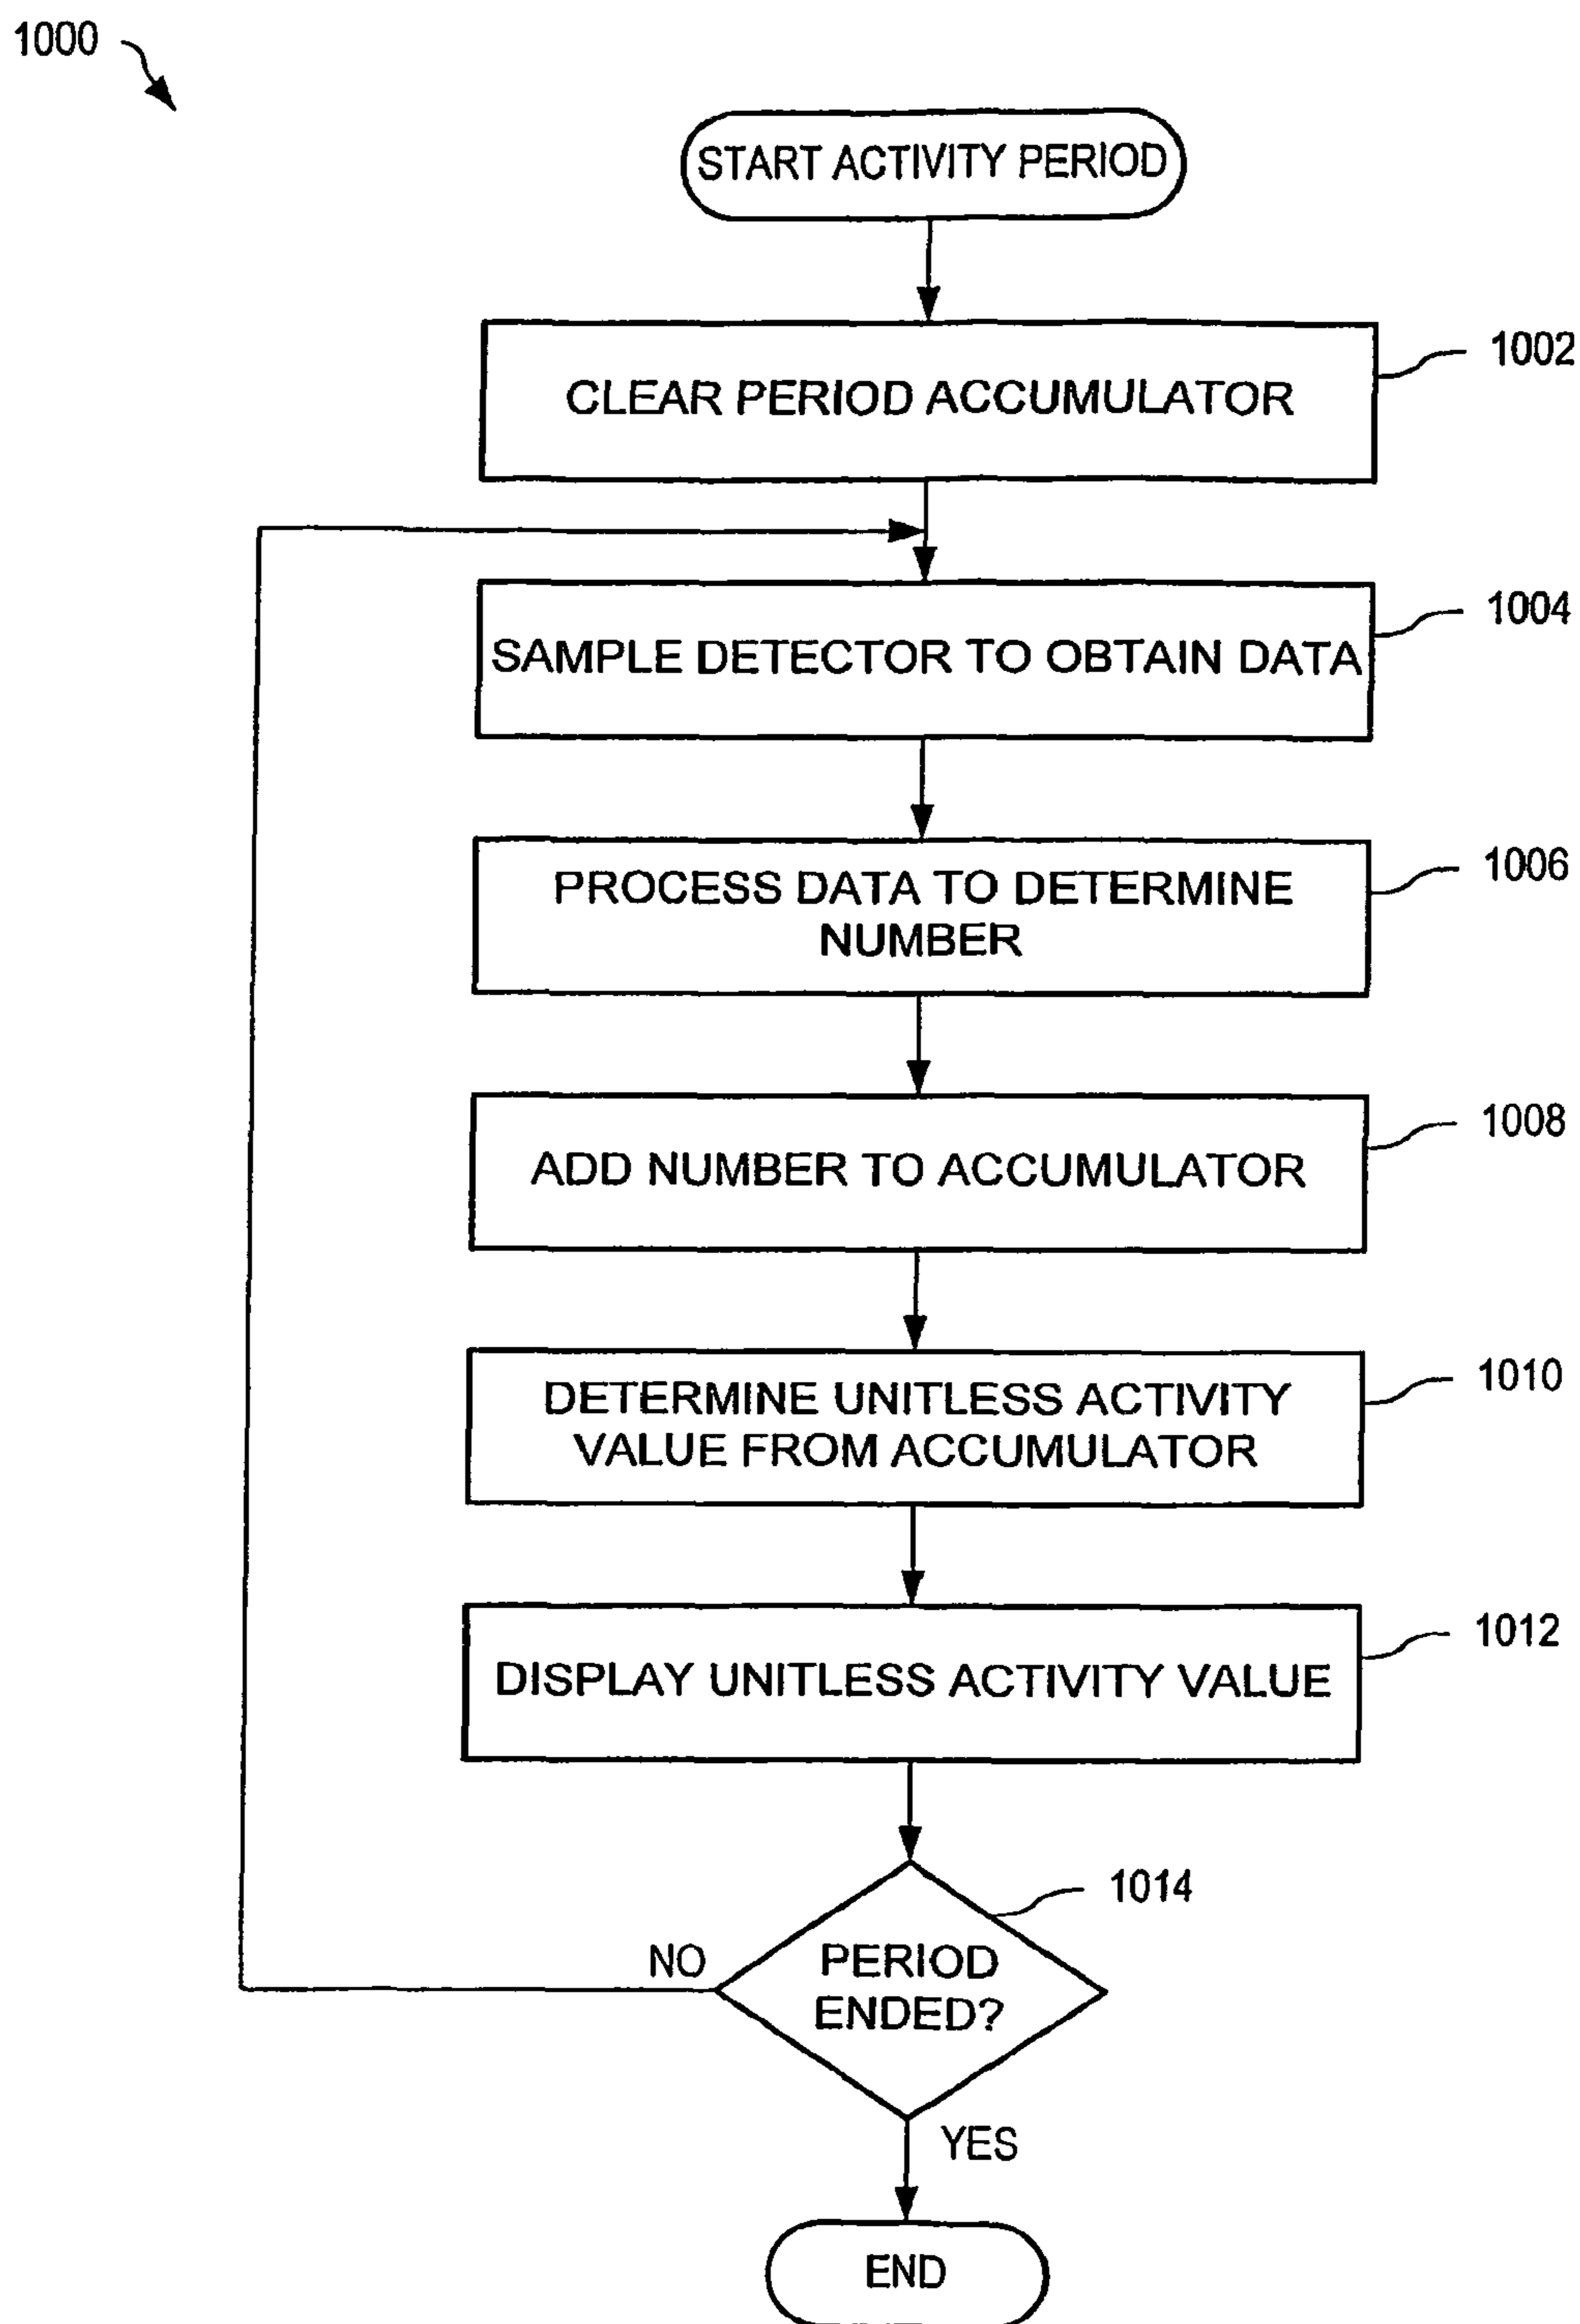 1000
START ACTIVITY PERIOD
1002
CLEAR PERIOD ACCUMULATOR
1004
SAMPLE DETECTOR TO OBTAIN DATA
1006
PROCESS DATA TO DETERMINE
NUMBER
1008
ADD NUMBER TO ACCUMULATOR
1010
DETERMINE UNITLESS ACTIVITY
VALUE FROM ACCUMULATOR
1012
DISPLAY UNITLESS ACTIVITY VALUE
1014
NO
PERIOD
ENDED?
YES
END